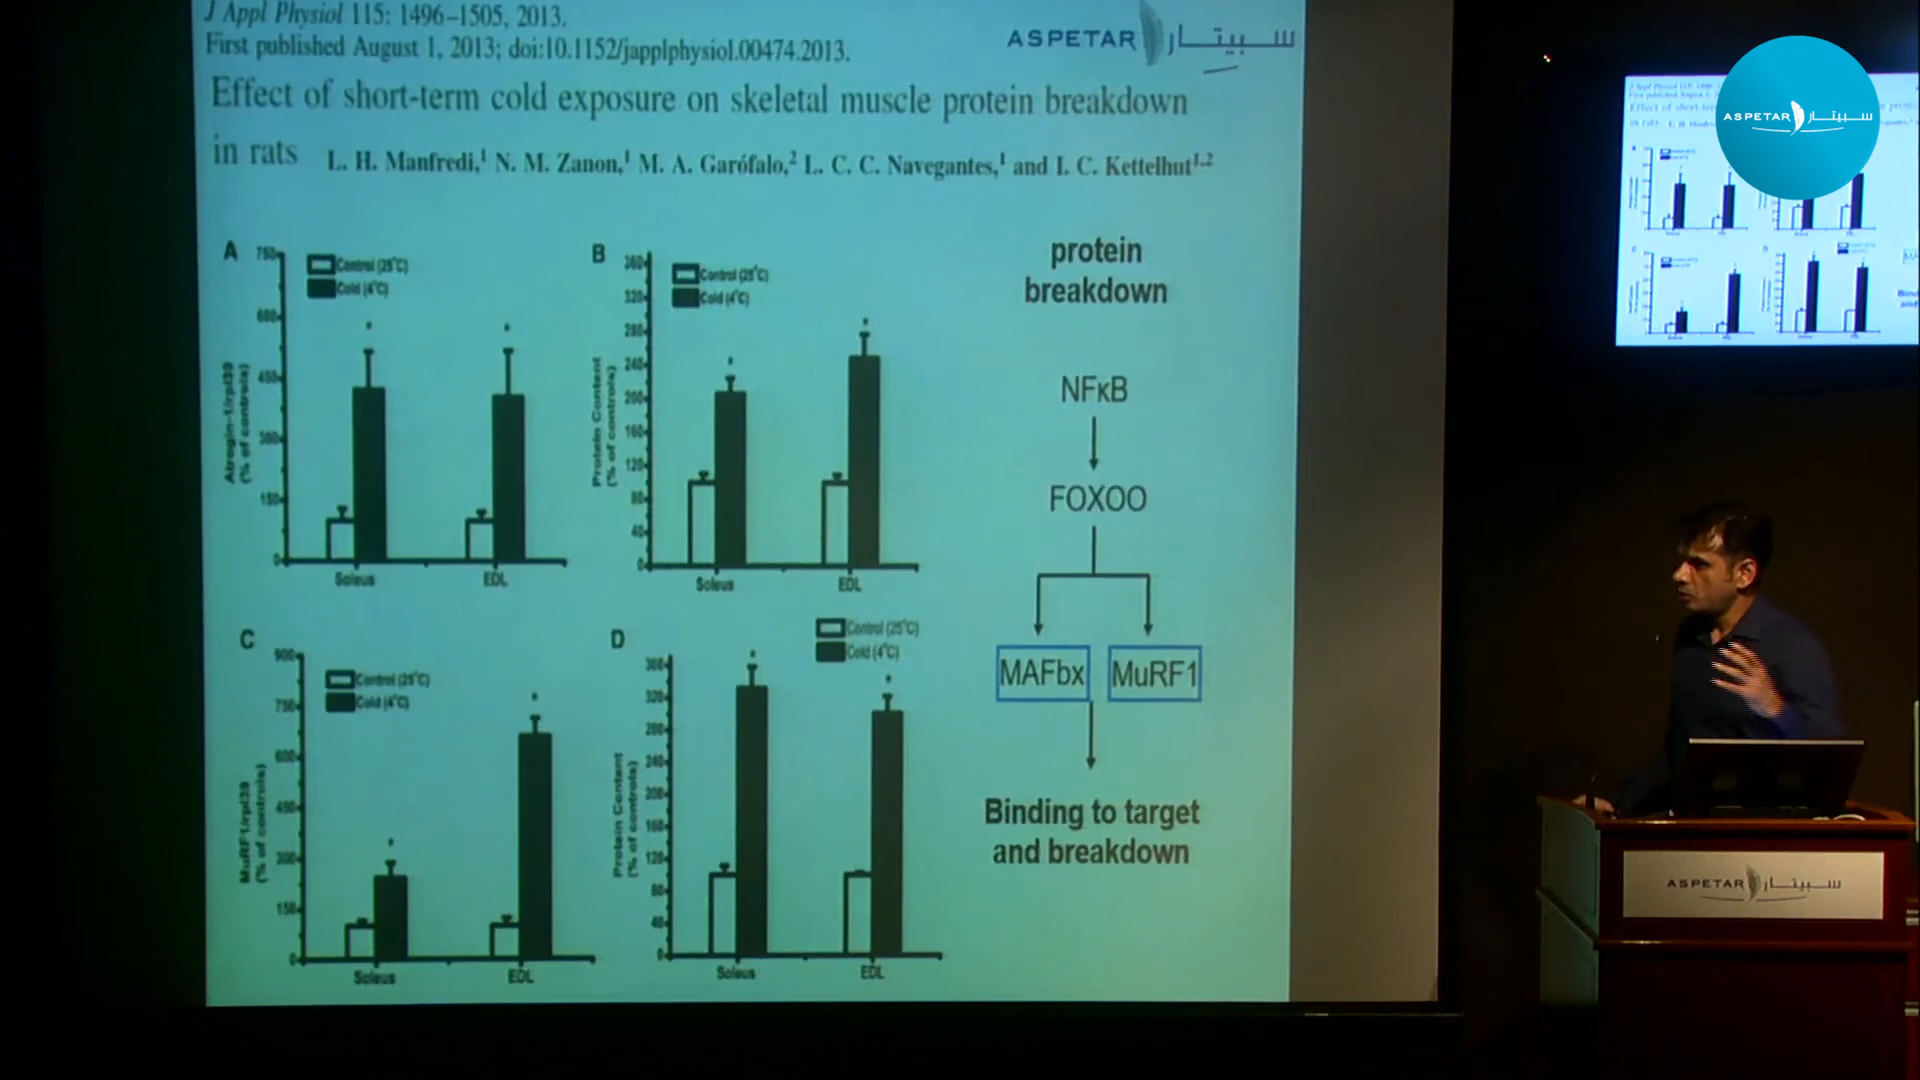 J Appl Physiol 115: 1496–1505, 2013.
First published August 1, 2013; doi:10.1152/japplphysiol.00474.2013.
ASPETAR سبيتار
Effect of short-term cold exposure on skeletal muscle protein breakdown
in rats
L. H. Manfredi,1 N. M. Zanon,1 M. A. Garófalo,2 L. C. C. Navegantes,1 and I. C. Kettelhut1,2
A
750
600
450
300
150
0
Atrogin-1/rpl39
(% of controls)
Control (25°C)
Cold (4°C)
*
*
Soleus
EDL
B
360
320
280
240
200
160
120
80
40
0
Protein Content
(% of controls)
Control (25°C)
Cold (4°C)
*
*
Soleus
EDL
C
900
750
600
450
300
150
0
MuRF1/rpl39
(% of controls)
Control (25°C)
Cold (4°C)
*
*
Soleus
EDL
D
360
320
280
240
200
160
120
80
40
0
Protein Content
(% of controls)
Control (25°C)
Cold (4°C)
*
*
Soleus
EDL
protein
breakdown
NFκB
FOXOO
MAFbx
MuRF1
Binding to target
and breakdown
ASPETAR سبيتار
ASPETAR سبيتار